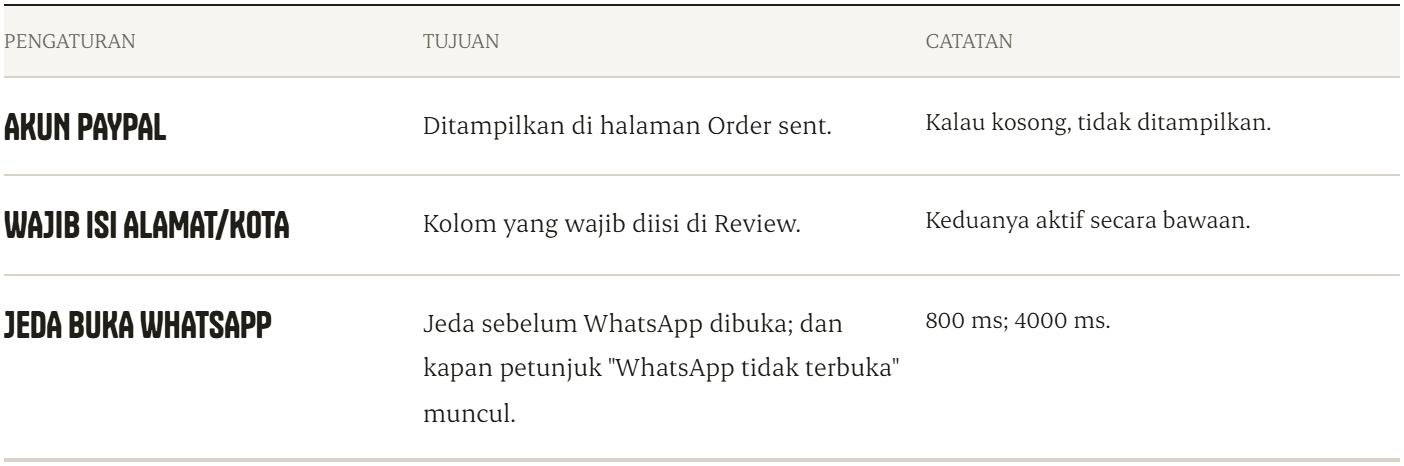 PENGATURAN TUJUAN CATATAN
AKUN PAYPAL Ditampilkan di halaman Order sent. Kalau kosong, tidak ditampilkan.
WAJIB ISI ALAMAT/KOTA Kolom yang wajib diisi di Review. Keduanya aktif secara bawaan.
JEDA BUKA WHATSAPP Jeda sebelum WhatsApp dibuka; dan 800 ms; 4000 ms.
kapan petunjuk "WhatsApp tidak terbuka"
muncul.